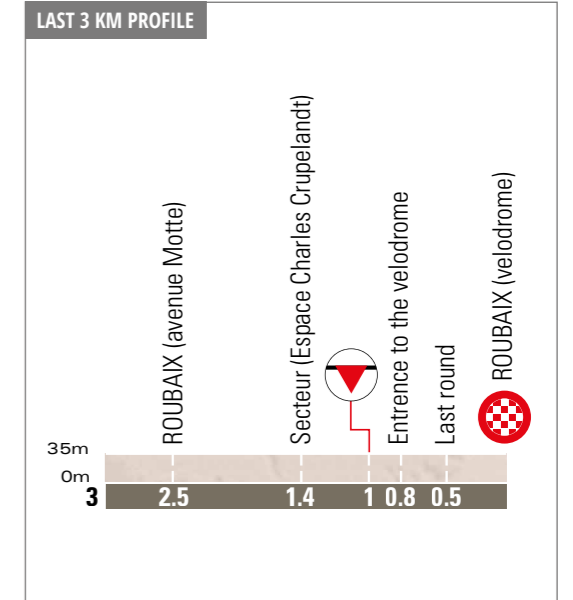 LAST 3 KM PROFILE
ROUBAIX (avenue Motte)
Secteur (Espace Charles Crupelandt)
Entrence to the velodrome
Last round
ROUBAIX (velodrome)
35m
0m
3 2.5 1.4 1 0.8 0.5